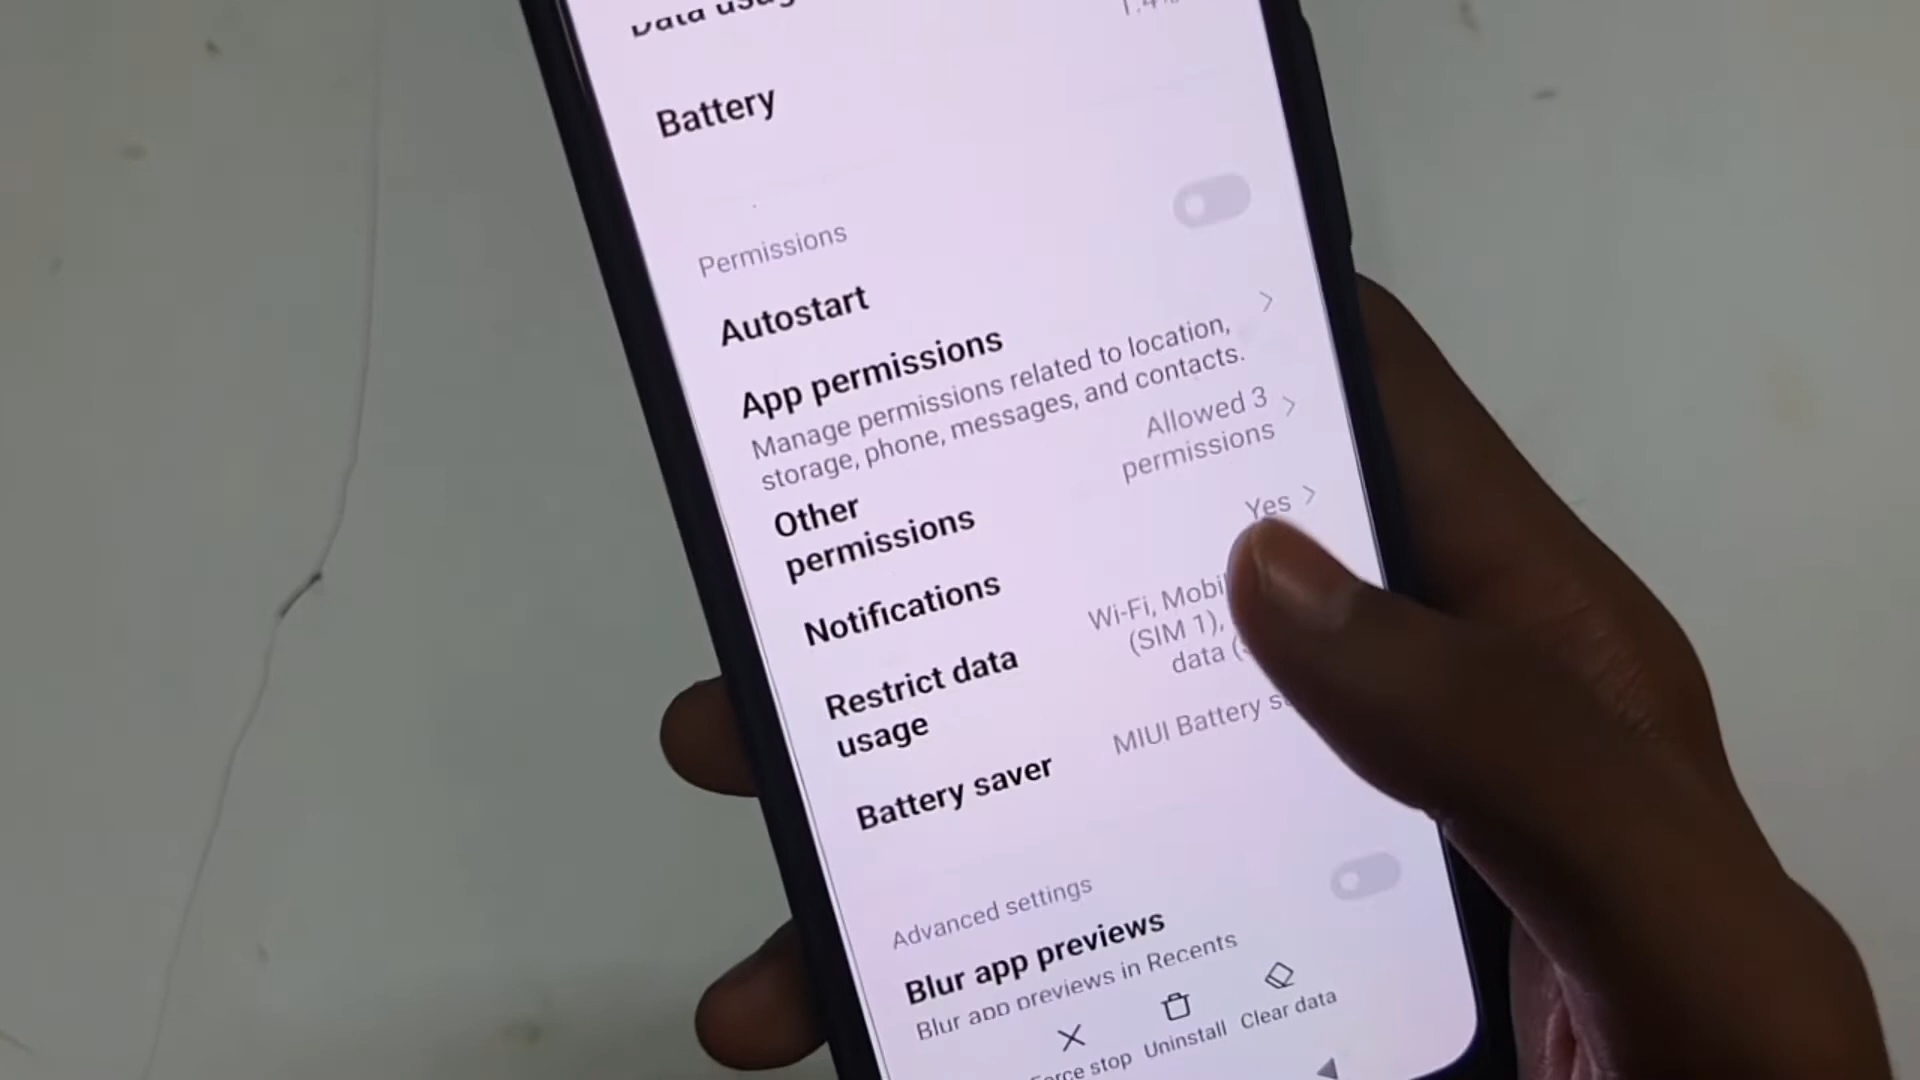 Data
Battery
Permissions
Autostart
App permissions
Manage permissions related to location,
storage, phone, messages, and contacts.
Other
permissions
Allowed 3
permissions
Notifications
Yes
Restrict data
usage
Wi-Fi,
(SIM 1),
data
Battery saver
MIUI Battery
Advanced settings
Blur app previews
Blur app previews in Recents
Force stop
Uninstall
Clear data